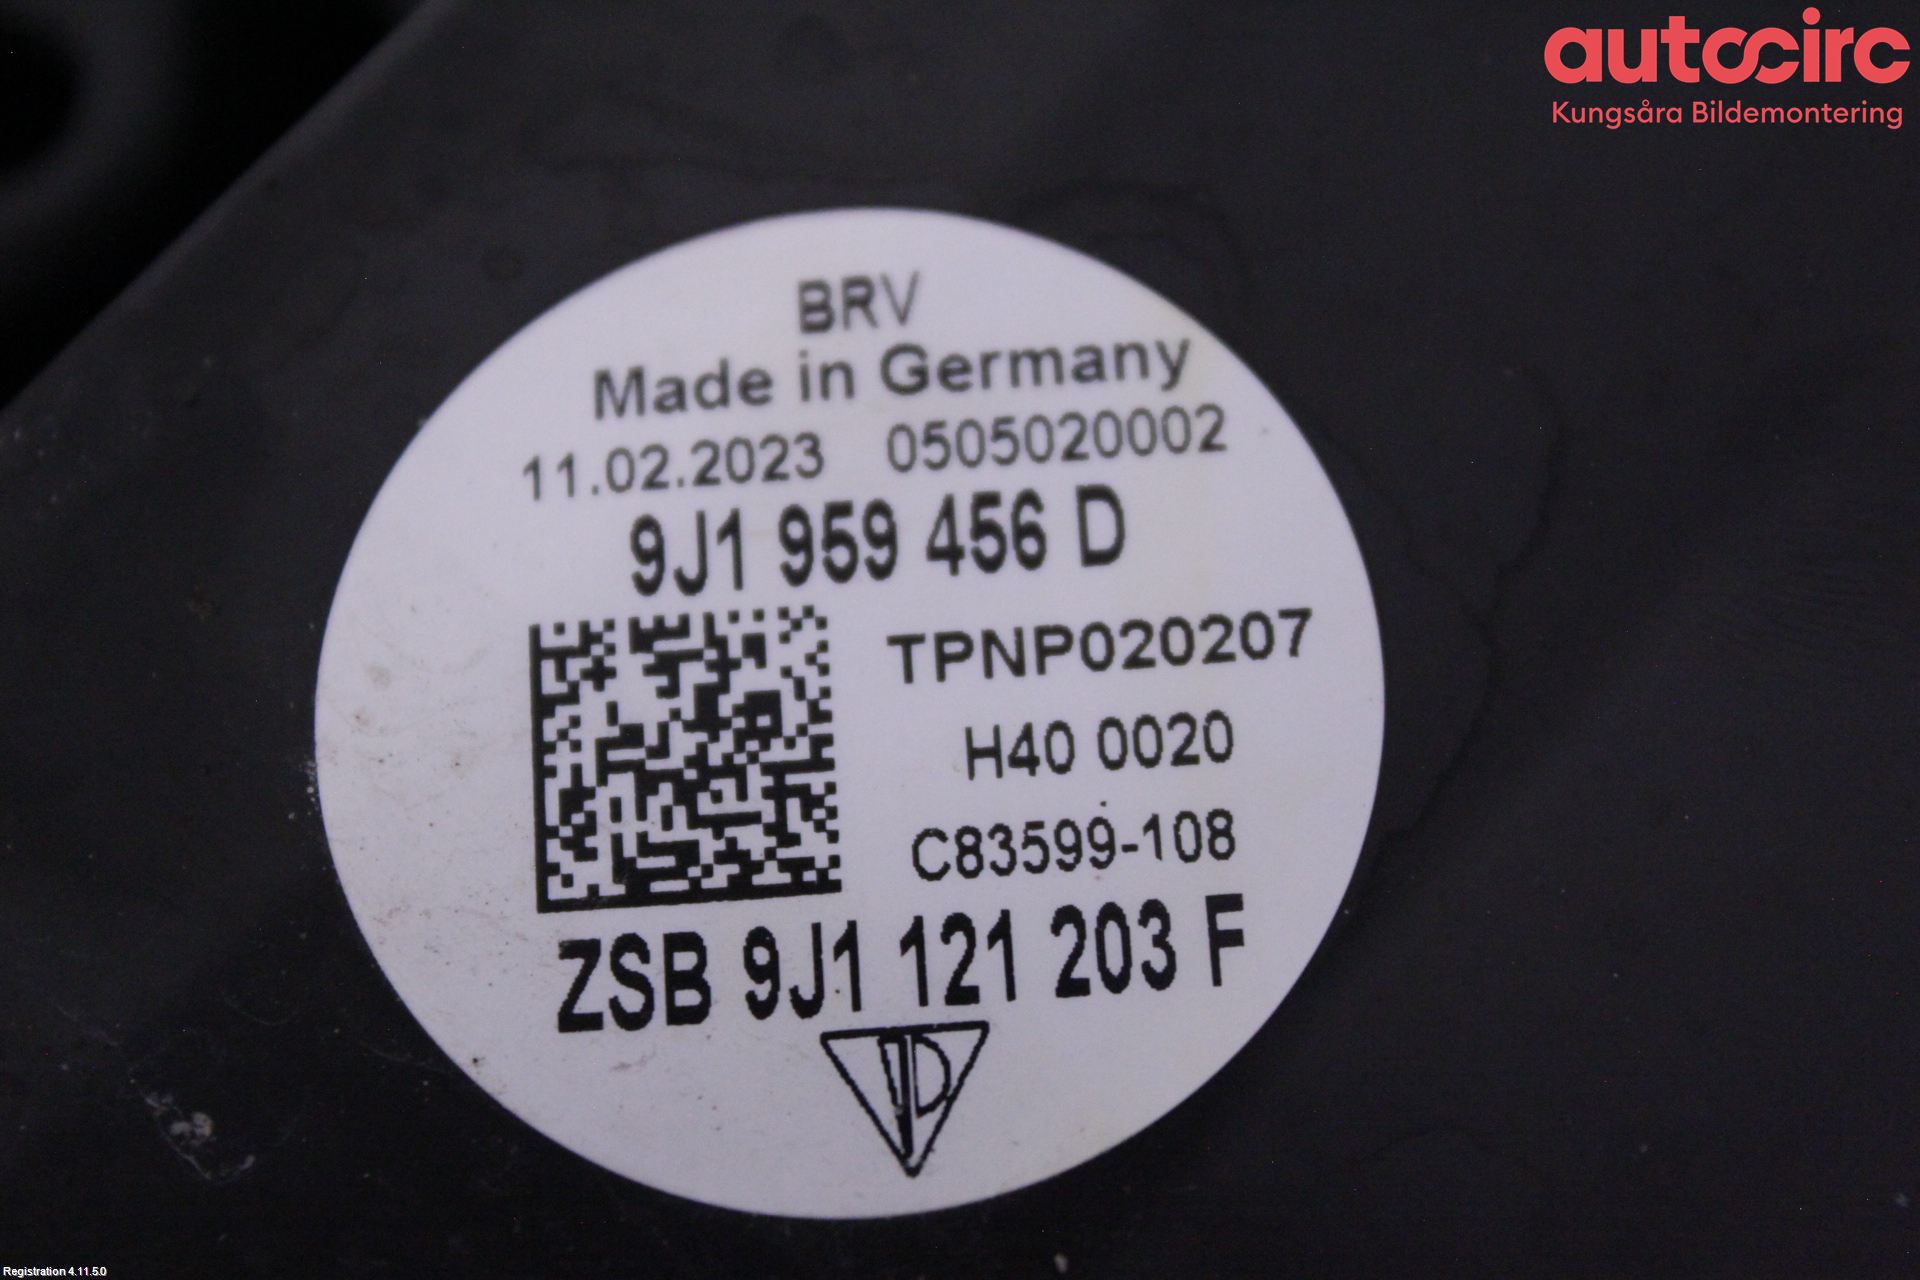 autocirc
Kungsåra Bildemontering
BRV
Made in Germany
11.02.2023 0505020002
9J1 959 456 D
TPNP020207
H40 0020
C83599-108
ZSB 9J1 121 203 F
Registration 4.11.5.0